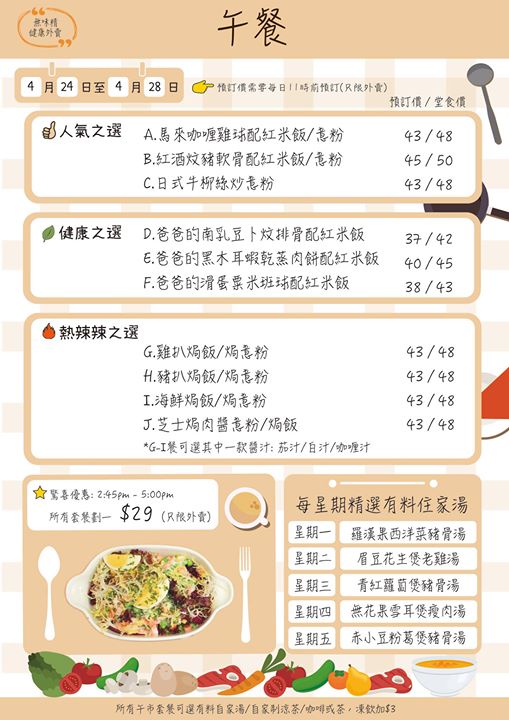 無味精
健康外賣
午餐
4 月 24 日至 4 月 28 日
預訂價需要每日11時前預訂(只限外賣)
預訂價 / 堂食價
人氣之選
A.馬來咖喱雞球配紅米飯/意粉 43 / 48
B.紅酒炆豬軟骨配紅米飯/意粉 45 / 50
C.日式牛柳絲炒意粉 43 / 48
健康之選
D.爸爸的南乳豆卜炆排骨配紅米飯 37 / 42
E.爸爸的黑木耳蝦乾蒸肉餅配紅米飯 40 / 45
F.爸爸的滑蛋粟米斑球配紅米飯 38 / 43
熱辣辣之選
G.雞扒焗飯/焗意粉 43 / 48
H.豬扒焗飯/焗意粉 43 / 48
I.海鮮焗飯/焗意粉 43 / 48
J.芝士焗肉醬意粉/焗飯 43 / 48
*G-I餐可選其中一款醬汁: 茄汁/白汁/咖喱汁
驚喜優惠: 2:45pm - 5:00pm
所有套餐劃一 $29 (只限外賣)
每星期精選有料住家湯
星期一 羅漢果西洋菜豬骨湯
星期二 眉豆花生煲老雞湯
星期三 青紅蘿蔔煲豬骨湯
星期四 無花果雪耳煲瘦肉湯
星期五 赤小豆粉葛煲豬骨湯
所有午市套餐可選有料自家湯/自家制涼茶/咖啡或茶，凍飲加$3